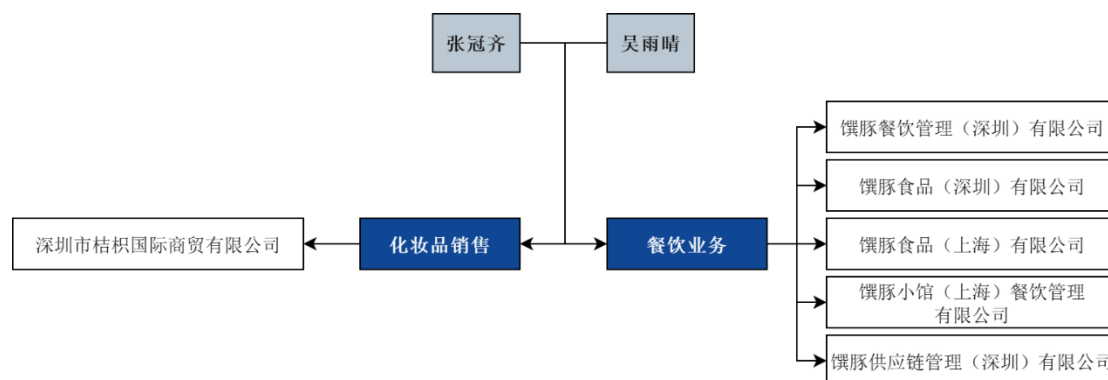 张冠齐
吴雨晴
馔豚餐饮管理（深圳）有限公司
馔豚食品（深圳）有限公司
深圳市桔枳国际商贸有限公司
化妆品销售
餐饮业务
馔豚食品（上海）有限公司
馔豚小馆（上海）餐饮管理
有限公司
馔豚供应链管理（深圳）有限公司